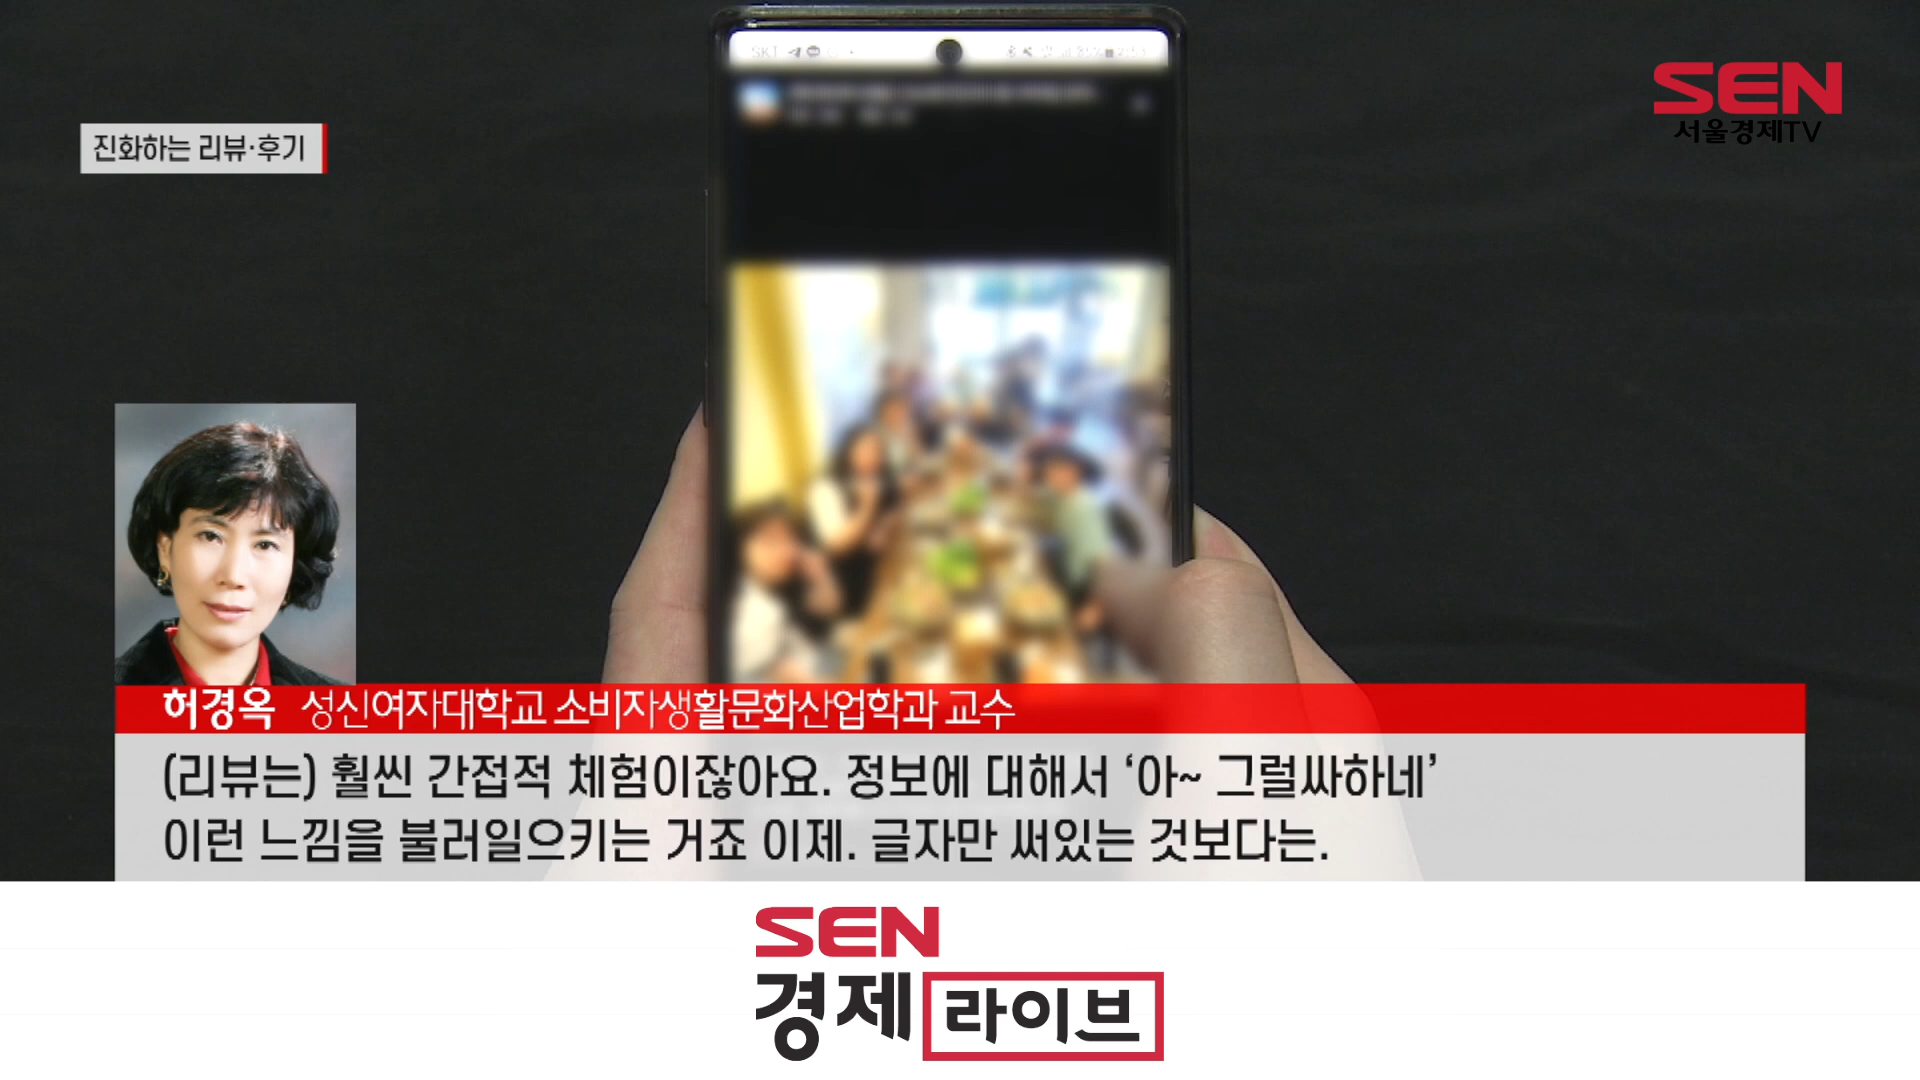 SKT
SEN
서울경제TV
진화하는 리뷰·후기
허경옥 성신여자대학교 소비자생활문화산업학과 교수
(리뷰는) 훨씬 간접적 체험이잖아요. 정보에 대해서 ‘아~ 그럴싸하네’
이런 느낌을 불러일으키는 거죠 이제. 글자만 써있는 것보다는.
SEN
경제 라이브